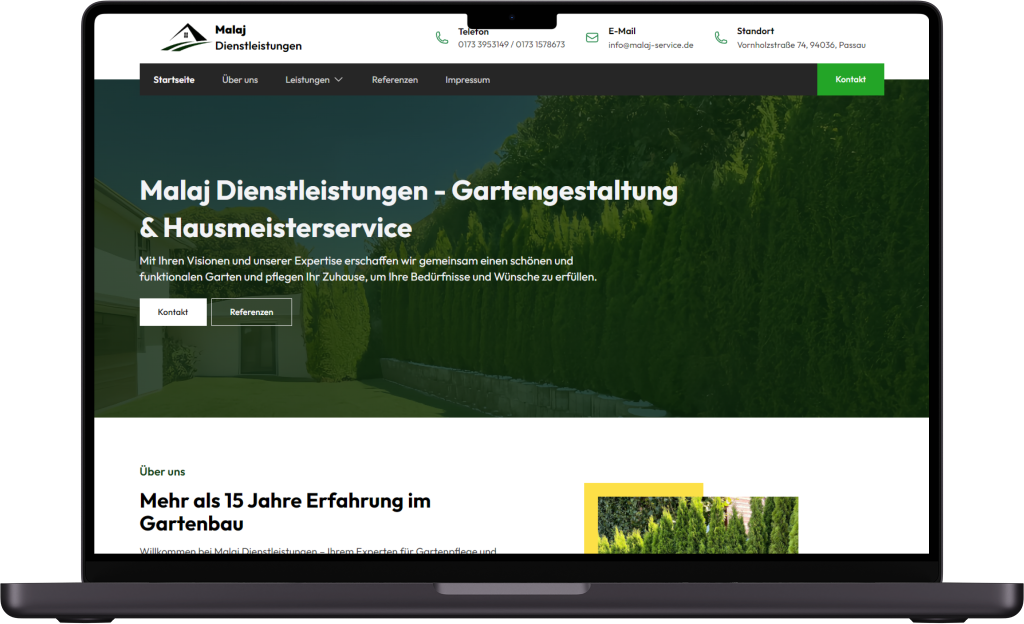 Malaj
Dienstleistungen
Telefon
0173 3953149 / 0173 1578673
E-Mail
info@malaj-service.de
Standort
Vornholzstraße 74, 94036, Passau
Startseite
Über uns
Leistungen
Referenzen
Impressum
Kontakt
Malaj Dienstleistungen - Gartengestaltung
& Hausmeisterservice
Mit Ihren Visionen und unserer Expertise erschaffen wir gemeinsam einen schönen und
funktionalen Garten und pflegen Ihr Zuhause, um Ihre Bedürfnisse und Wünsche zu erfüllen.
Kontakt
Referenzen
Über uns
Mehr als 15 Jahre Erfahrung im
Gartenbau
Willkommen bei Malaj Dienstleistungen – Ihrem Experten für Gartenpflege und